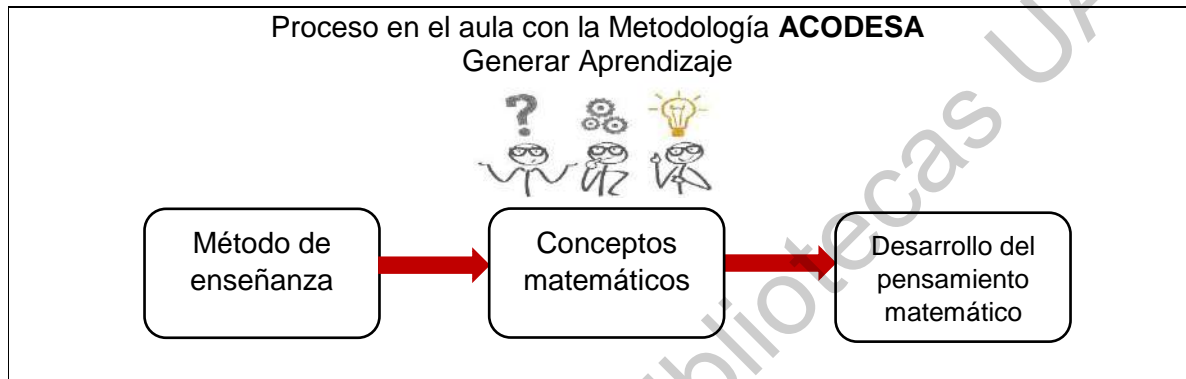 Proceso en el aula con la Metodología ACODESA
Generar Aprendizaje
?
Método de
enseñanza
Conceptos
matemáticos
Desarrollo del
pensamiento
matemático